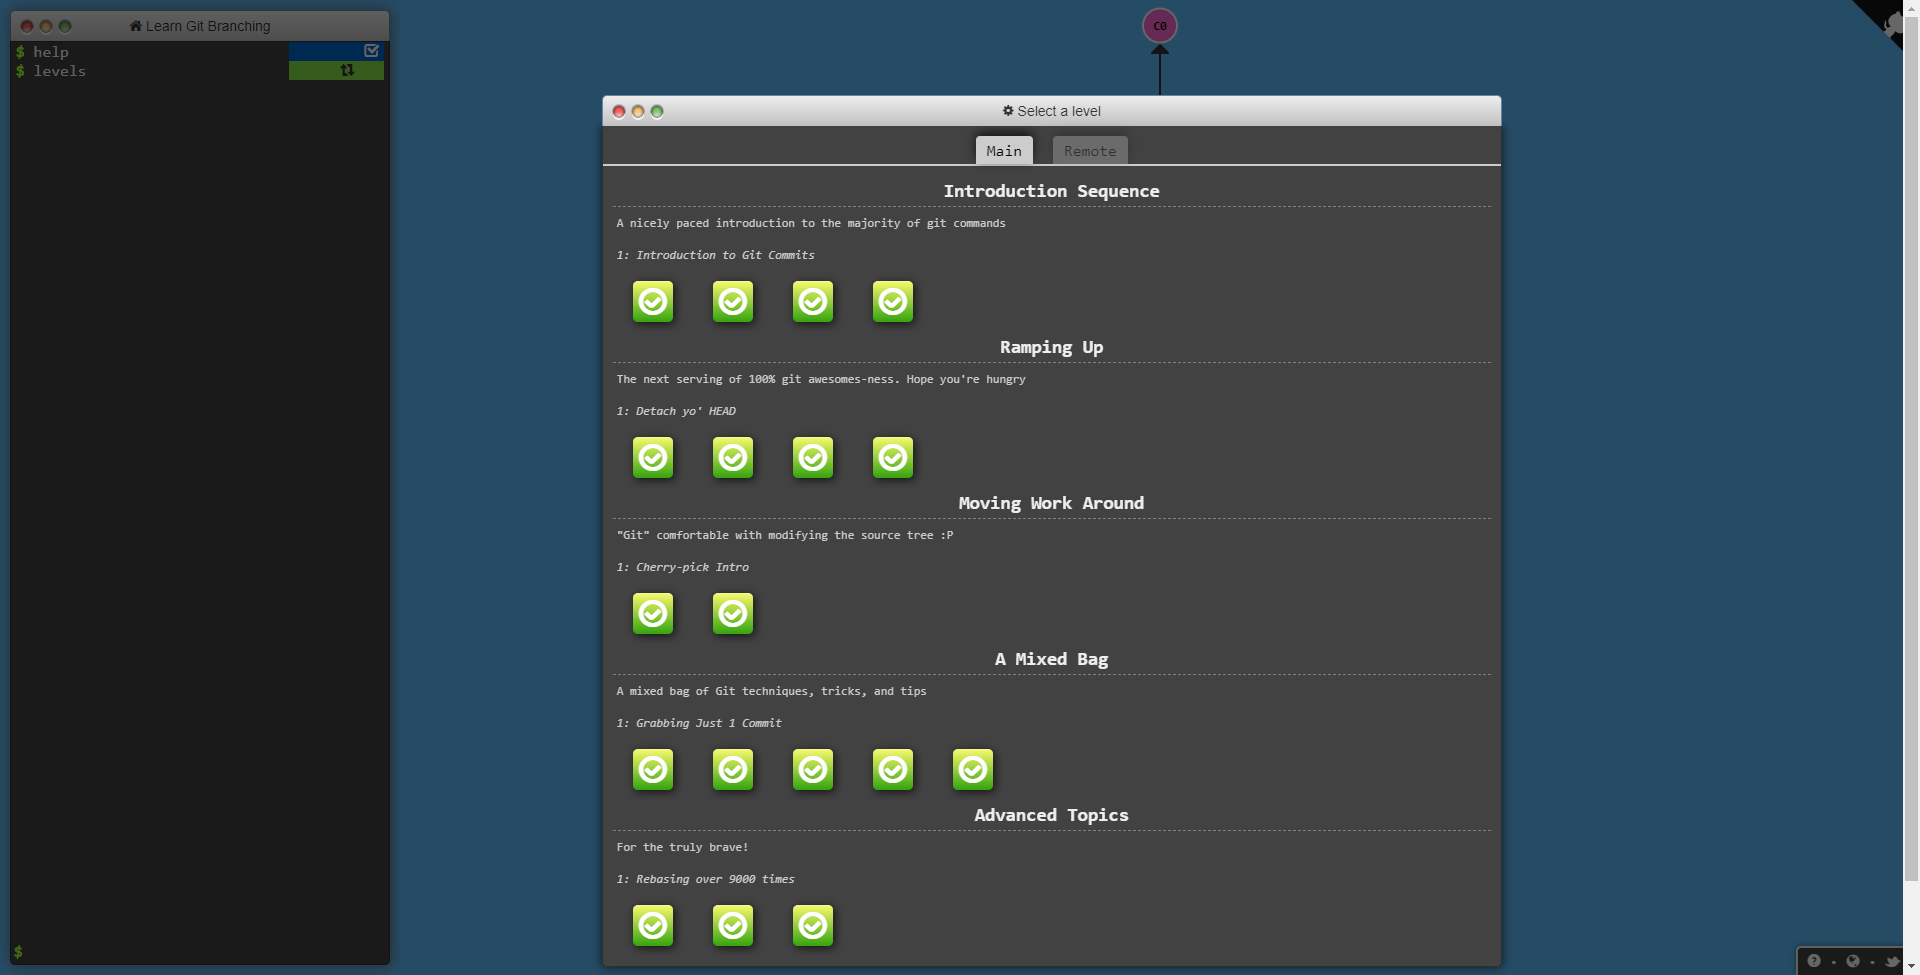 Learn Git Branching
$ help
$ levels
$
C0
Select a level
Main
Remote
Introduction Sequence
A nicely paced introduction to the majority of git commands
1: Introduction to Git Commits
Ramping Up
The next serving of 100% git awesomes-ness. Hope you're hungry
1: Detach yo' HEAD
Moving Work Around
"Git" comfortable with modifying the source tree :P
1: Cherry-pick Intro
A Mixed Bag
A mixed bag of Git techniques, tricks, and tips
1: Grabbing Just 1 Commit
Advanced Topics
For the truly brave!
1: Rebasing over 9000 times